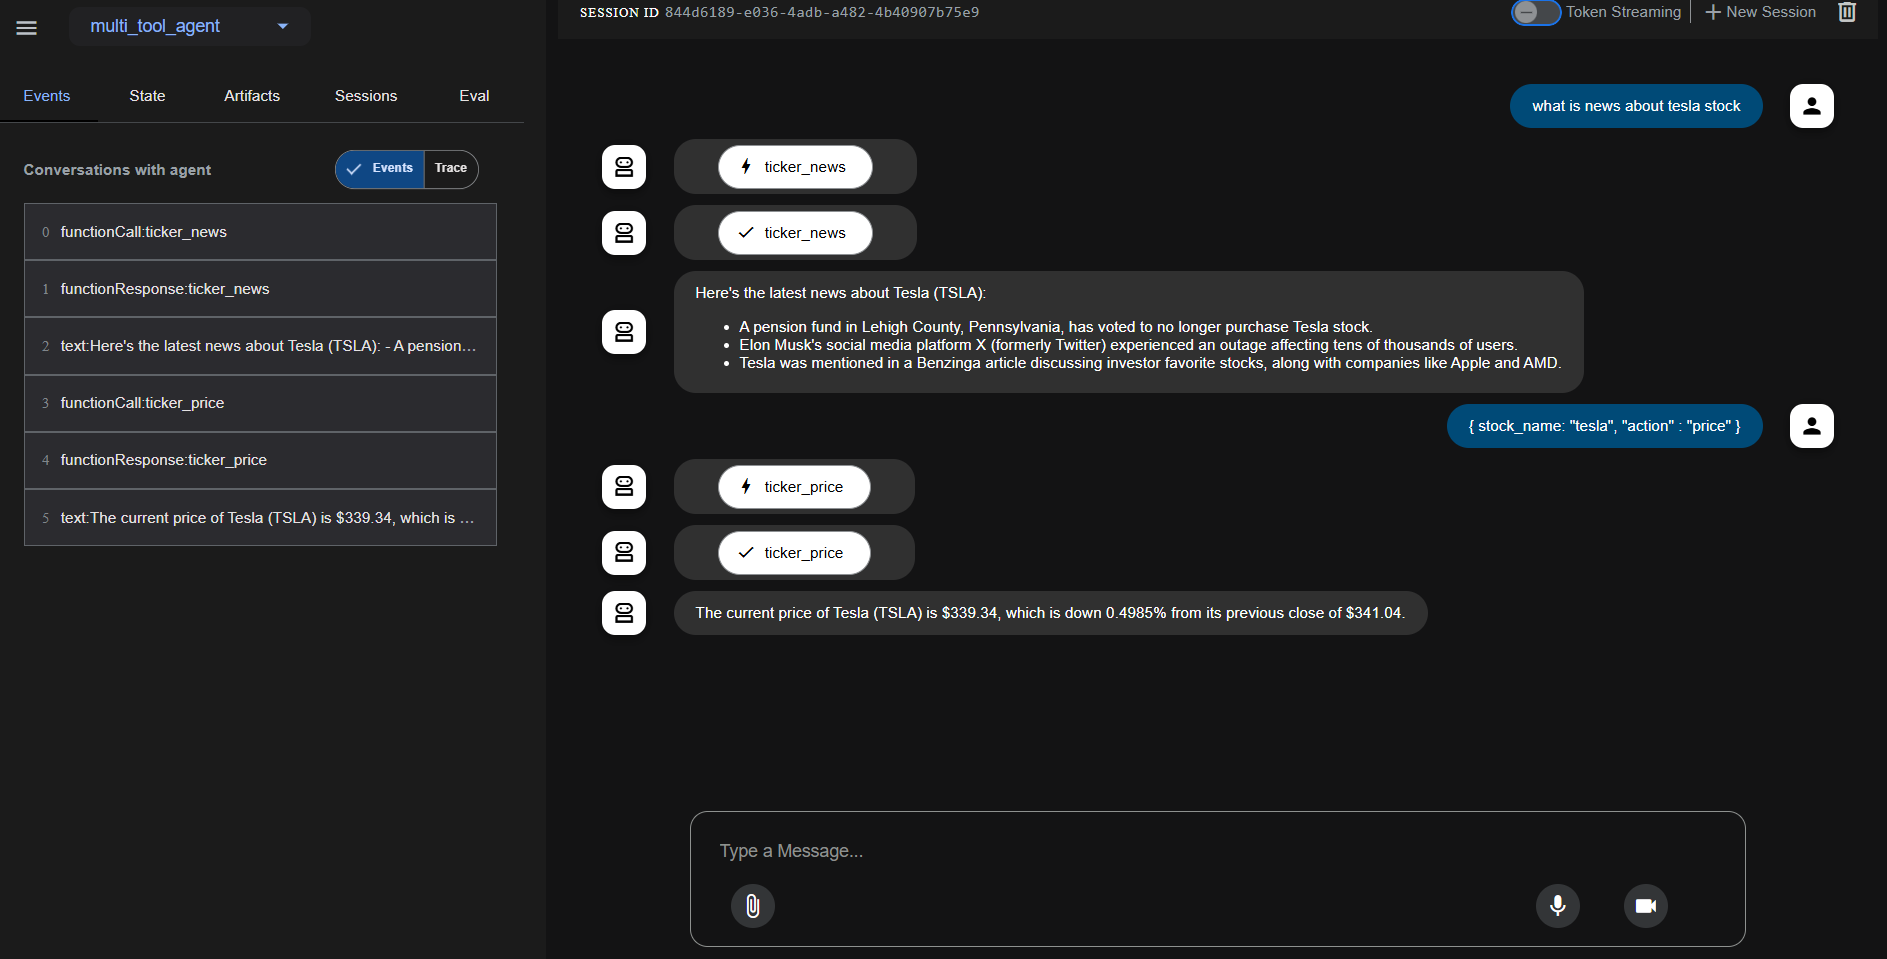 multi_tool_agent
Events State Artifacts Sessions Eval
Conversations with agent Events Trace
0 functionCall:ticker_news
1 functionResponse:ticker_news
2 text:Here's the latest news about Tesla (TSLA): - A pension...
3 functionCall:ticker_price
4 functionResponse:ticker_price
5 text:The current price of Tesla (TSLA) is $339.34, which is ...
SESSION ID 844d6189-e036-4adb-a482-4b40907b75e9 Token Streaming New Session
what is news about tesla stock
ticker_news
ticker_news
Here's the latest news about Tesla (TSLA):
• A pension fund in Lehigh County, Pennsylvania, has voted to no longer purchase Tesla stock.
• Elon Musk's social media platform X (formerly Twitter) experienced an outage affecting tens of thousands of users.
• Tesla was mentioned in a Benzinga article discussing investor favorite stocks, along with companies like Apple and AMD.
{ stock_name: "tesla", "action" : "price" }
ticker_price
ticker_price
The current price of Tesla (TSLA) is $339.34, which is down 0.4985% from its previous close of $341.04.
Type a Message...